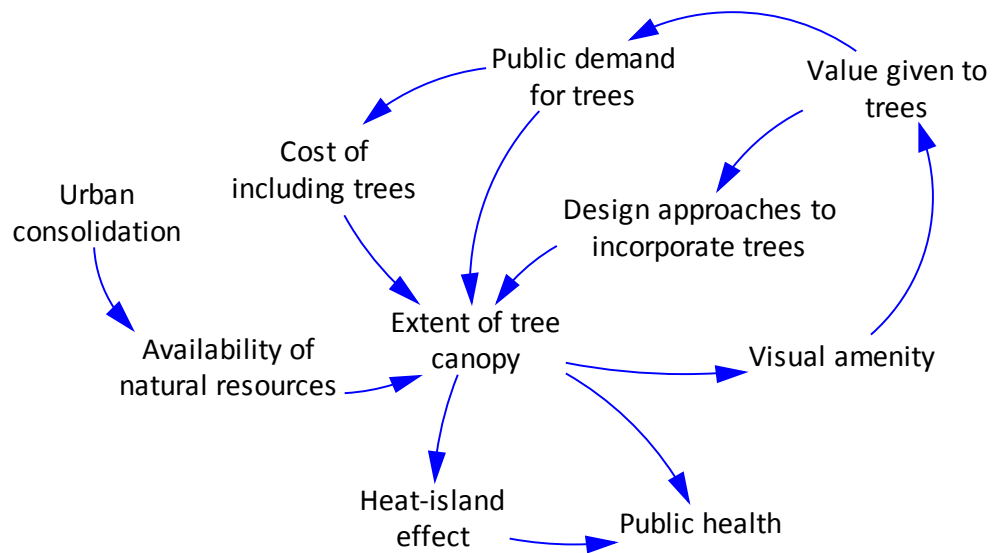 Public demand
for trees
Value given to
trees
Cost of
including trees
Urban
consolidation
Design approaches to
incorporate trees
Extent of tree
canopy
Availability of
natural resources
Visual amenity
Heat-island
effect
Public health